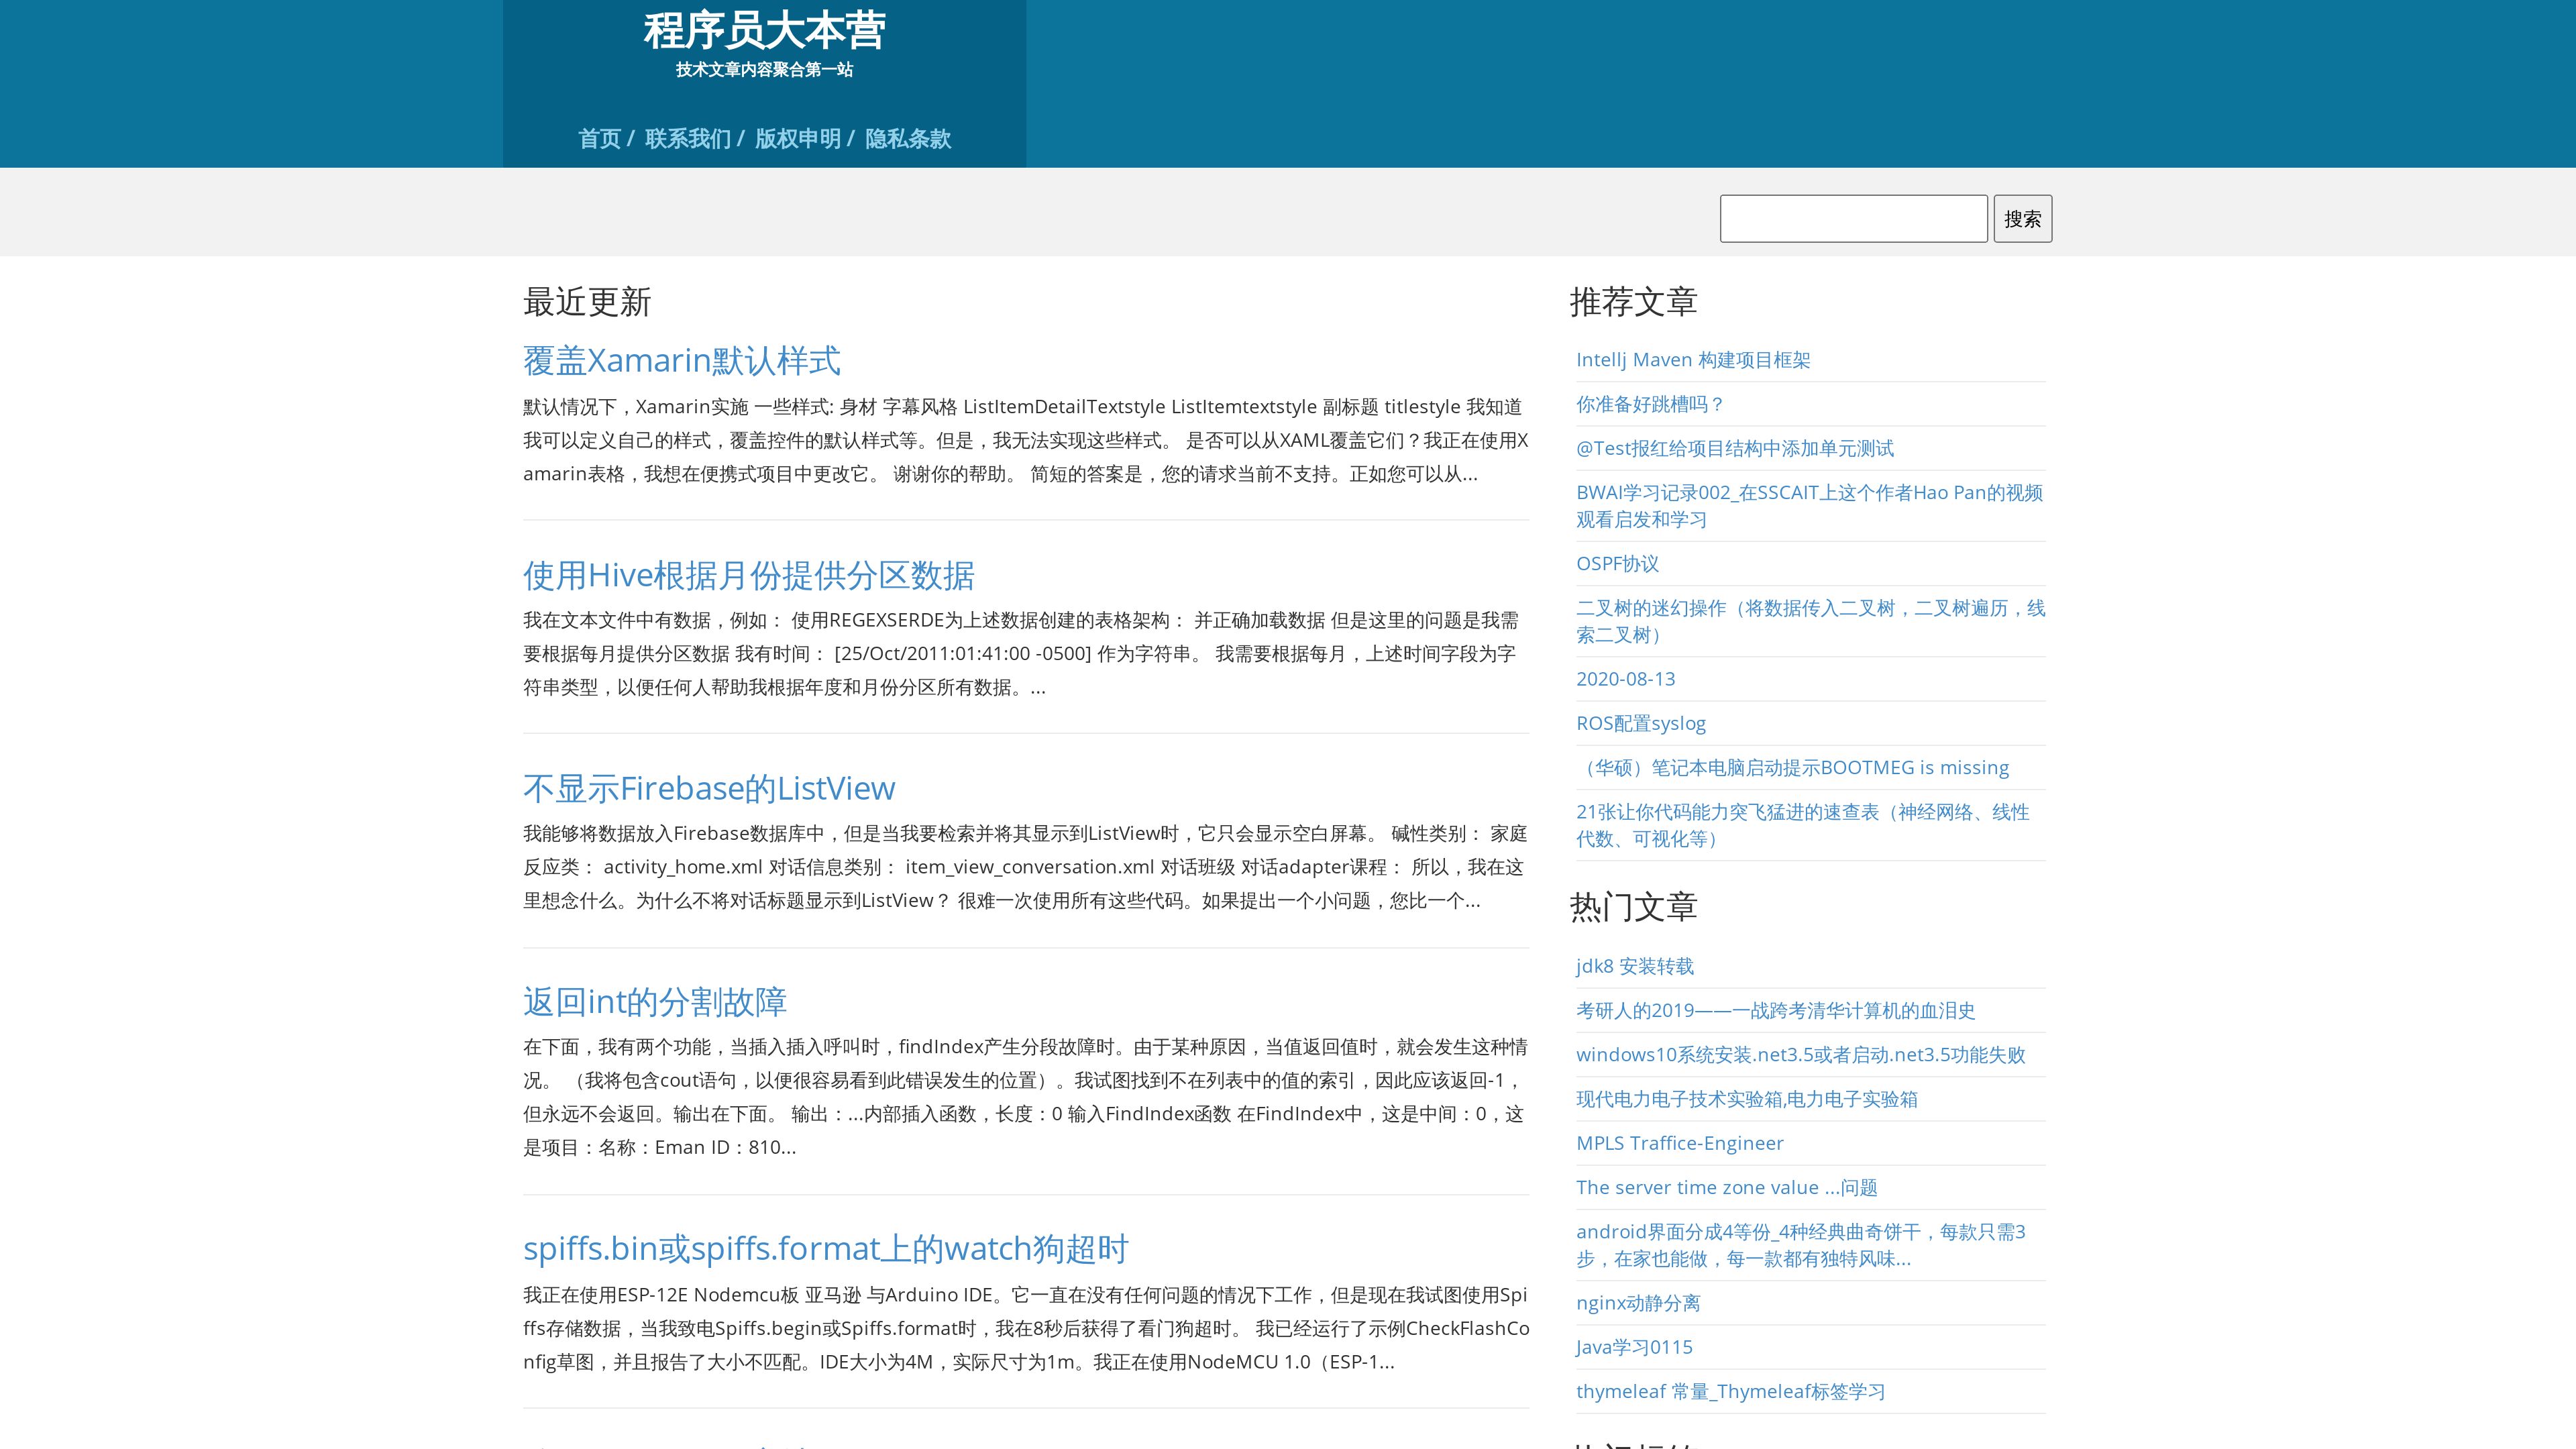 程序员大本营
技术文章内容聚合第一站
首页 / 联系我们 / 版权申明 / 隐私条款
搜索
最近更新
覆盖Xamarin默认样式
默认情况下，Xamarin实施 一些样式: 身材 字幕风格 ListItemDetailTextstyle ListItemtextstyle 副标题 titlestyle 我知道
我可以定义自己的样式，覆盖控件的默认样式等。但是，我无法实现这些样式。 是否可以从XAML覆盖它们？我正在使用X
amarin表格，我想在便携式项目中更改它。 谢谢你的帮助。 简短的答案是，您的请求当前不支持。正如您可以从...
使用Hive根据月份提供分区数据
我在文本文件中有数据，例如： 使用REGEXSERDE为上述数据创建的表格架构： 并正确加载数据 但是这里的问题是我需
要根据每月提供分区数据 我有时间： [25/Oct/2011:01:41:00 -0500] 作为字符串。 我需要根据每月，上述时间字段为字
符串类型，以便任何人帮助我根据年度和月份分区所有数据。...
不显示Firebase的ListView
我能够将数据放入Firebase数据库中，但是当我要检索并将其显示到ListView时，它只会显示空白屏幕。 碱性类别： 家庭
反应类： activity_home.xml 对话信息类别： item_view_conversation.xml 对话班级 对话adapter课程： 所以，我在这
里想念什么。为什么不将对话标题显示到ListView？ 很难一次使用所有这些代码。如果提出一个小问题，您比一个...
返回int的分割故障
在下面，我有两个功能，当插入插入呼叫时，findIndex产生分段故障时。由于某种原因，当值返回值时，就会发生这种情
况。 （我将包含cout语句，以便很容易看到此错误发生的位置）。我试图找到不在列表中的值的索引，因此应该返回-1，
但永远不会返回。输出在下面。 输出：...内部插入函数，长度：0 输入FindIndex函数 在FindIndex中，这是中间：0，这
是项目：名称：Eman ID：810...
spiffs.bin或spiffs.format上的watch狗超时
我正在使用ESP-12E Nodemcu板 亚马逊 与Arduino IDE。它一直在没有任何问题的情况下工作，但是现在我试图使用Spi
ffs存储数据，当我致电Spiffs.begin或Spiffs.format时，我在8秒后获得了看门狗超时。 我已经运行了示例CheckFlashCo
nfig草图，并且报告了大小不匹配。IDE大小为4M，实际尺寸为1m。我正在使用NodeMCU 1.0（ESP-1...
推荐文章
Intellj Maven 构建项目框架
你准备好跳槽吗？
@Test报红给项目结构中添加单元测试
BWAI学习记录002_在SSCAIT上这个作者Hao Pan的视频
观看启发和学习
OSPF协议
二叉树的迷幻操作（将数据传入二叉树，二叉树遍历，线
索二叉树）
2020-08-13
ROS配置syslog
（华硕）笔记本电脑启动提示BOOTMEG is missing
21张让你代码能力突飞猛进的速查表（神经网络、线性
代数、可视化等）
热门文章
jdk8 安装转载
考研人的2019——一战跨考清华计算机的血泪史
windows10系统安装.net3.5或者启动.net3.5功能失败
现代电力电子技术实验箱,电力电子实验箱
MPLS Traffice-Engineer
The server time zone value ...问题
android界面分成4等份_4种经典曲奇饼干，每款只需3
步，在家也能做，每一款都有独特风味...
nginx动静分离
Java学习0115
thymeleaf 常量_Thymeleaf标签学习